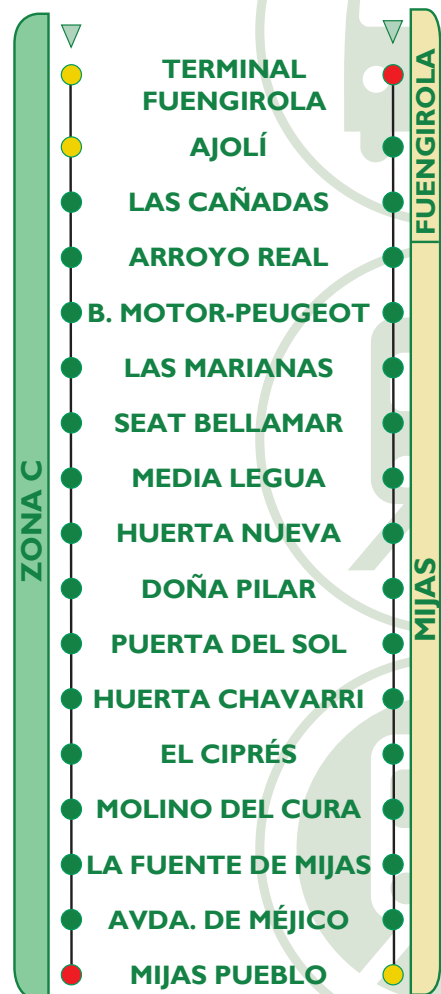 TERMINAL
FUENGIROLA
AJOLÍ
LAS CAÑADAS
ARROYO REAL
B. MOTOR-PEUGEOT
LAS MARIANAS
SEAT BELLAMAR
MEDIA LEGUA
HUERTA NUEVA
DOÑA PILAR
PUERTA DEL SOL
HUERTA CHAVARRI
EL CIPRÉS
MOLINO DEL CURA
LA FUENTE DE MIJAS
AVDA. DE MÉJICO
MIJAS PUEBLO
ZONA C
FUENGIROLA
MIJAS